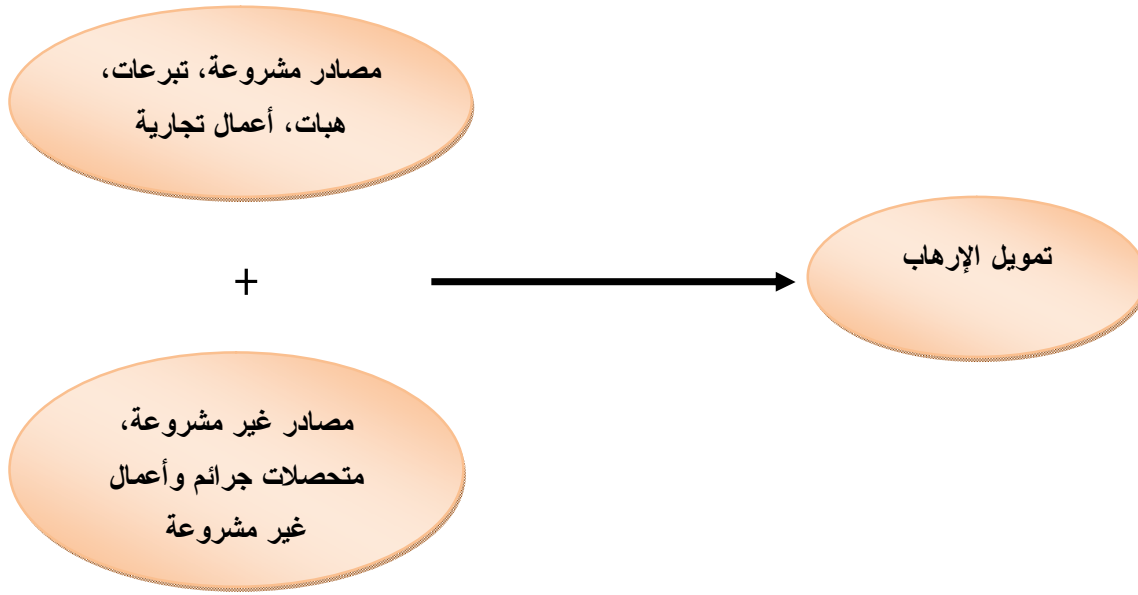 مصادر مشروعة، تبرعات،
هبات، أعمال تجارية
+
تمويل الإرهاب
مصادر غير مشروعة،
متحصلات جرائم وأعمال
غير مشروعة